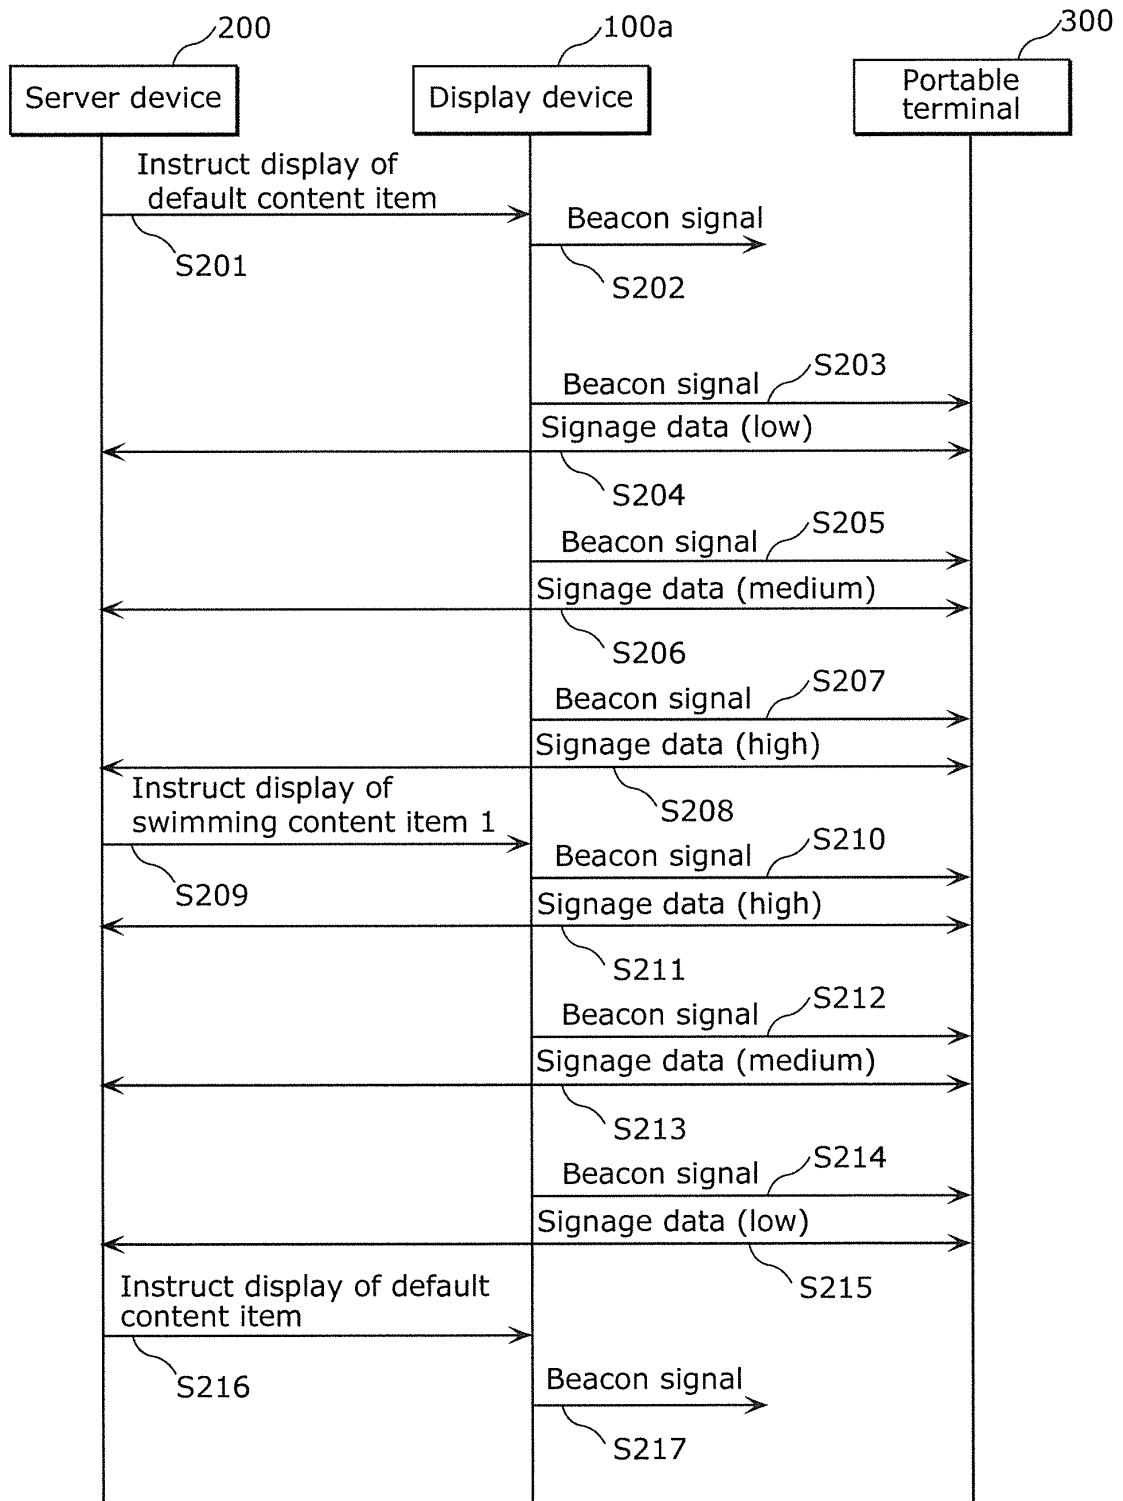 200
100a
300
Server device
Display device
Portable
terminal
Instruct display of
default content item
S201
Beacon signal
S202
Beacon signal
S203
Signage data (low)
S204
Beacon signal
S205
Signage data (medium)
S206
Beacon signal
S207
Signage data (high)
S208
Instruct display of
swimming content item 1
S209
Beacon signal
S210
Signage data (high)
S211
Beacon signal
S212
Signage data (medium)
S213
Beacon signal
S214
Signage data (low)
S215
Instruct display of default
content item
S216
Beacon signal
S217